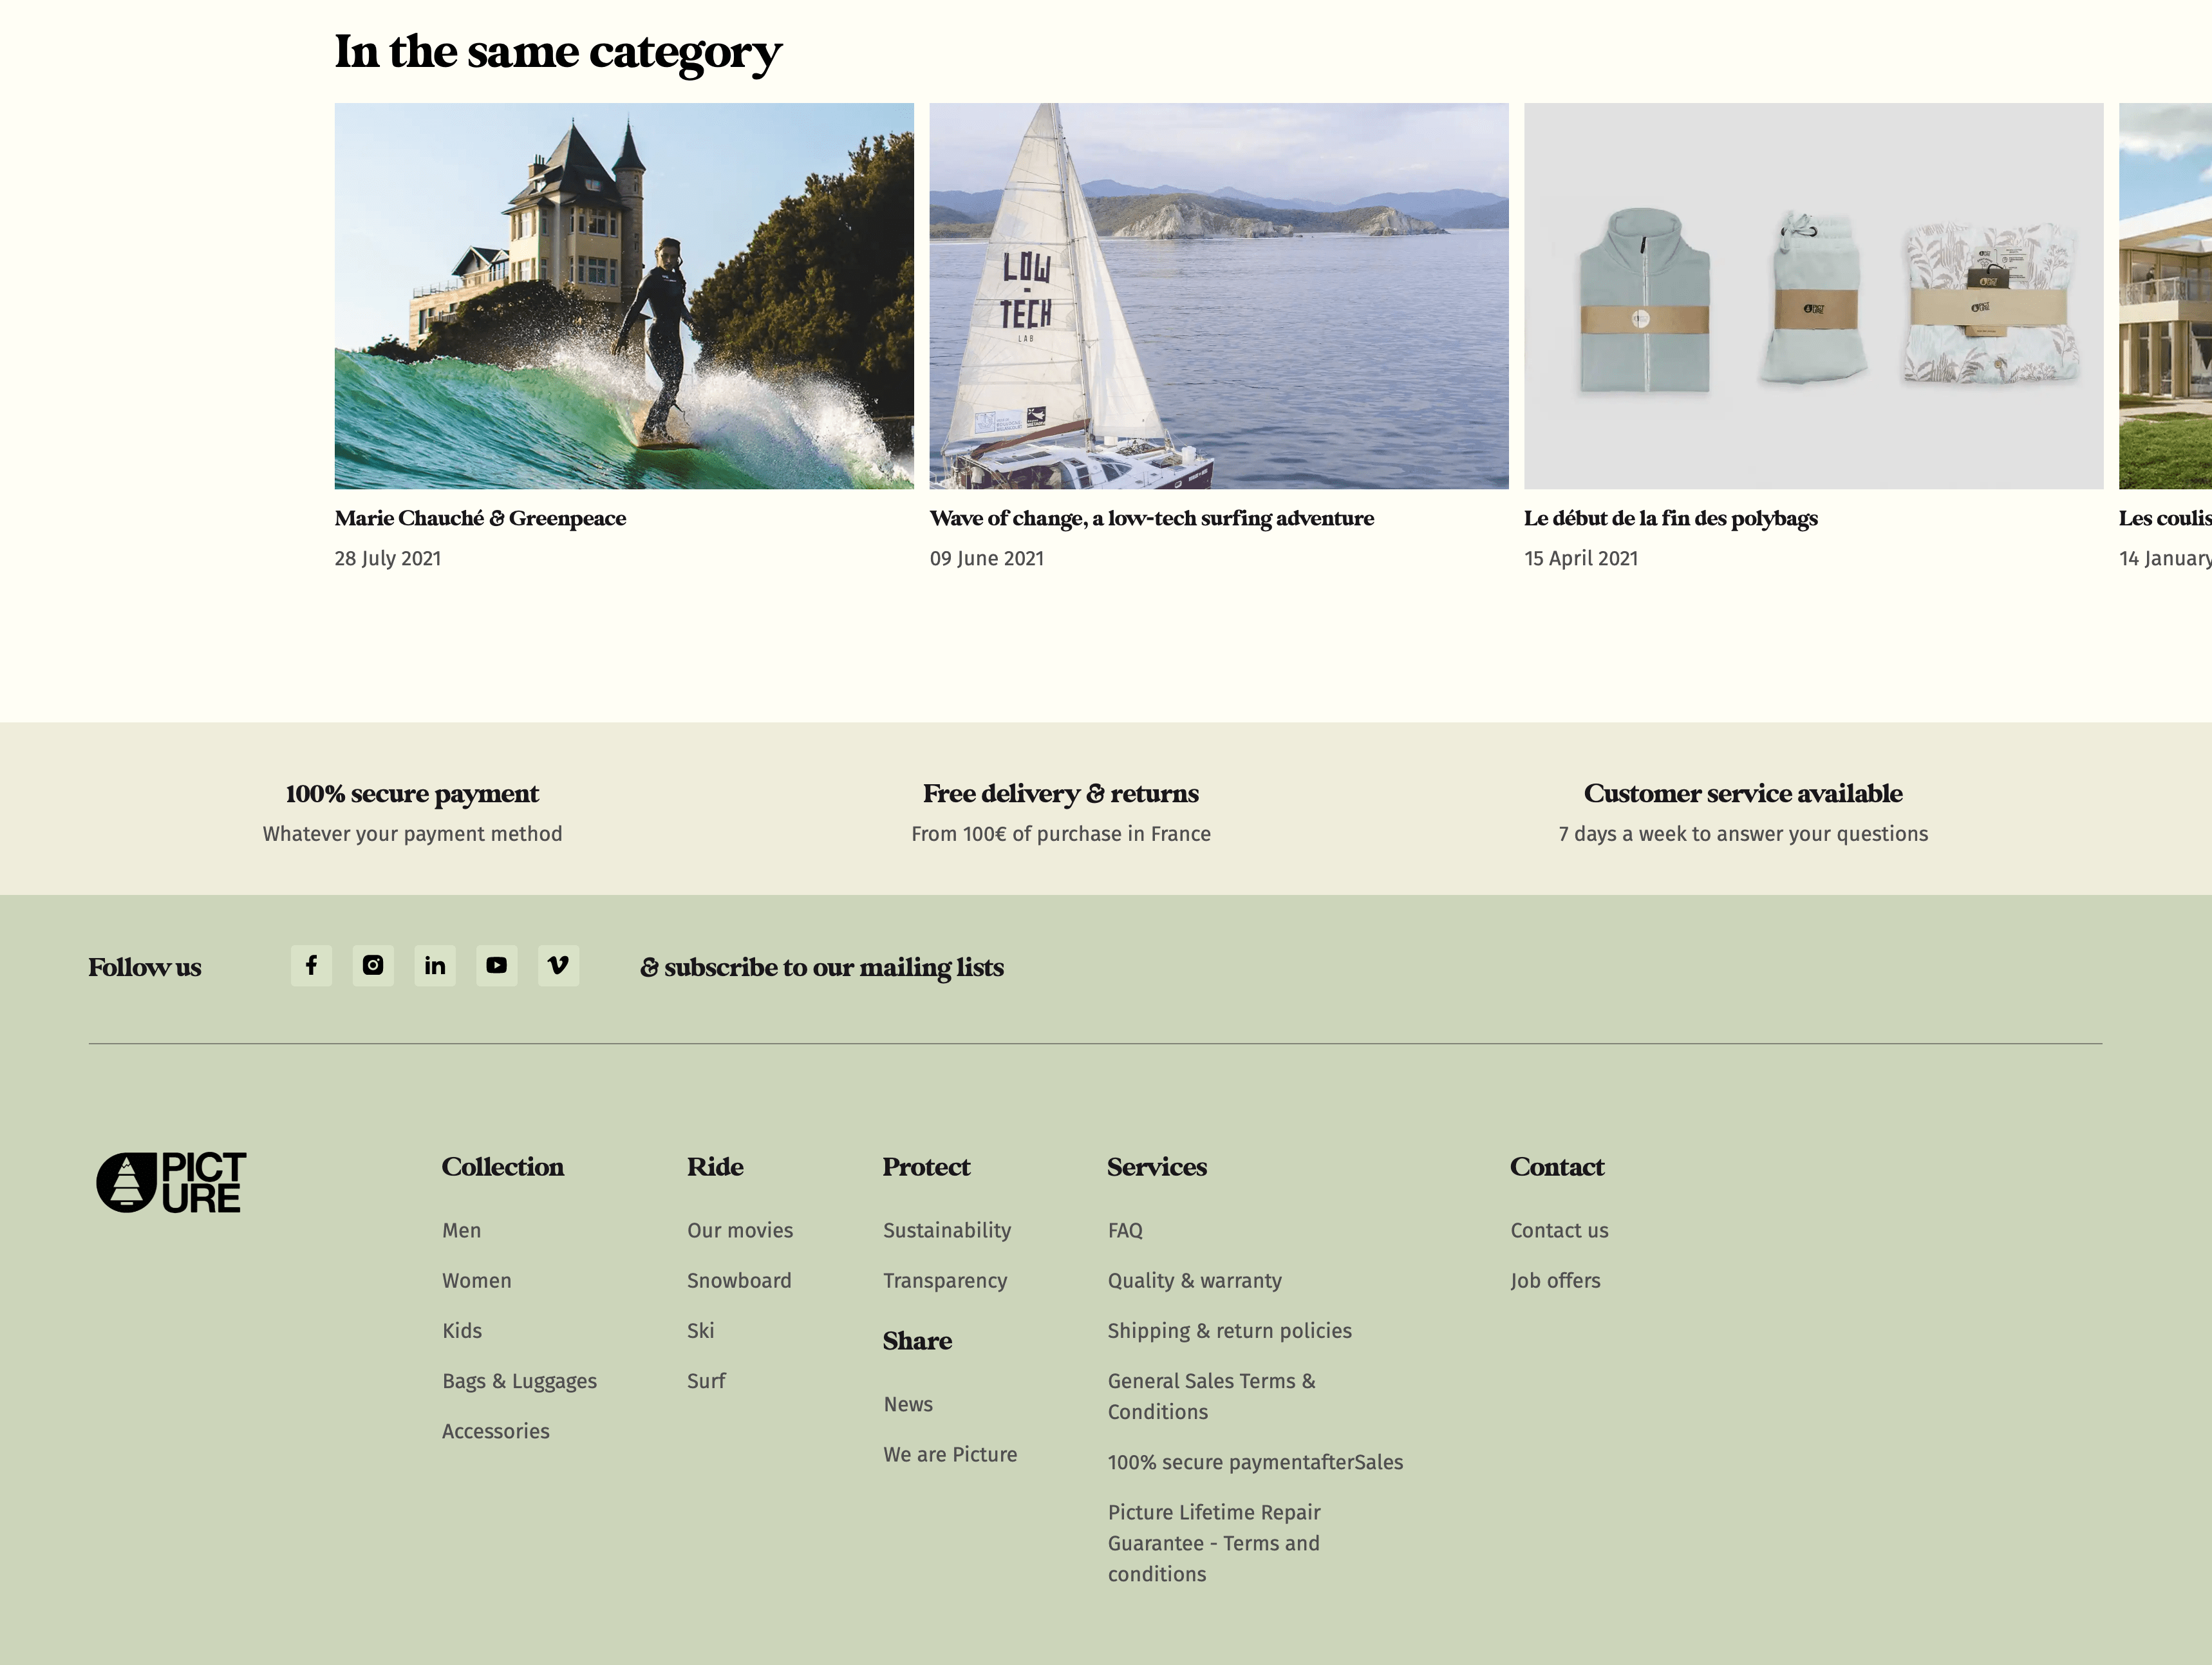 In the same category
LOW
-
TECH
LAB
PICT
URE
Marie Chauché & Greenpeace
28 July 2021
Wave of change, a low-tech surfing adventure
09 June 2021
Le début de la fin des polybags
15 April 2021
Les coulis
14 January
100% secure payment
Whatever your payment method
Free delivery & returns
From 100€ of purchase in France
Customer service available
7 days a week to answer your questions
Follow us
& subscribe to our mailing lists
PICT
URE
Collection
Men
Women
Kids
Bags & Luggages
Accessories
Ride
Our movies
Snowboard
Ski
Surf
Protect
Sustainability
Transparency
Share
News
We are Picture
Services
FAQ
Quality & warranty
Shipping & return policies
General Sales Terms &
Conditions
100% secure paymentafterSales
Picture Lifetime Repair
Guarantee - Terms and
conditions
Contact
Contact us
Job offers